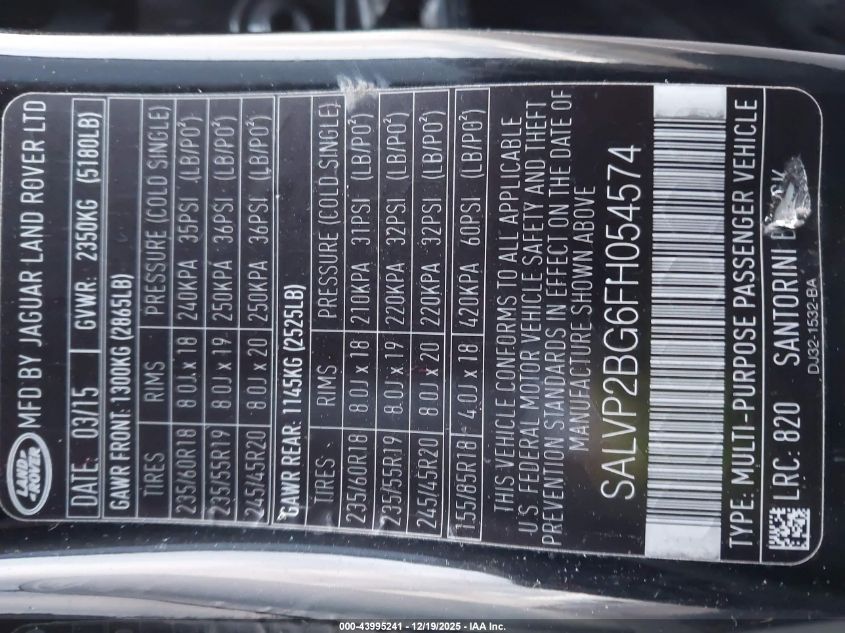 LAND ROVER
MFD BY JAGUAR LAND ROVER LTD
DATE: 03/15 GVWR: 2350KG (5180LB)
GAWR FRONT: 1300KG (2865LB)
TIRES RIMS PRESSURE (COLD SINGLE)
235/60R18 8.0J x 18 240KPA 35PSI (LB/PO²)
235/55R19 8.0J x 19 250KPA 36PSI (LB/PO²)
245/45R20 8.0J x 20 250KPA 36PSI (LB/PO²)
GAWR REAR: 1145KG (2525LB)
TIRES RIMS PRESSURE (COLD SINGLE)
235/60R18 8.0J x 18 210KPA 31PSI (LB/PO²)
235/55R19 8.0J x 19 220KPA 32PSI (LB/PO²)
245/45R20 8.0J x 20 220KPA 32PSI (LB/PO²)
155/85R18 4.0J x 18 420KPA 60PSI (LB/PO²)
THIS VEHICLE CONFORMS TO ALL APPLICABLE
U.S. FEDERAL MOTOR VEHICLE SAFETY AND THEFT
PREVENTION STANDARDS IN EFFECT ON THE DATE OF
MANUFACTURE SHOWN ABOVE
SALVP2BG6FH054574
TYPE: MULTI-PURPOSE PASSENGER VEHICLE
LRC: 820 SANTORINI
DJ32-1532-BA
000-43995241 - 12/19/2025 - IAA Inc.